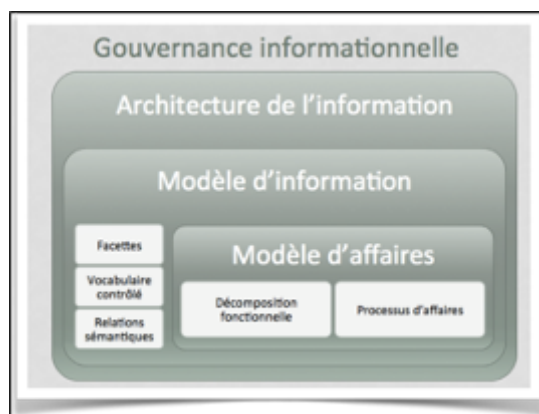 Gouvernance informationnelle
Architecture de l'information
Modèle d'information
Facettes
Vocabulaire
contrôlé
Relations
sémantiques
Modèle d'affaires
Décomposition
fonctionnelle
Processus d'affaires